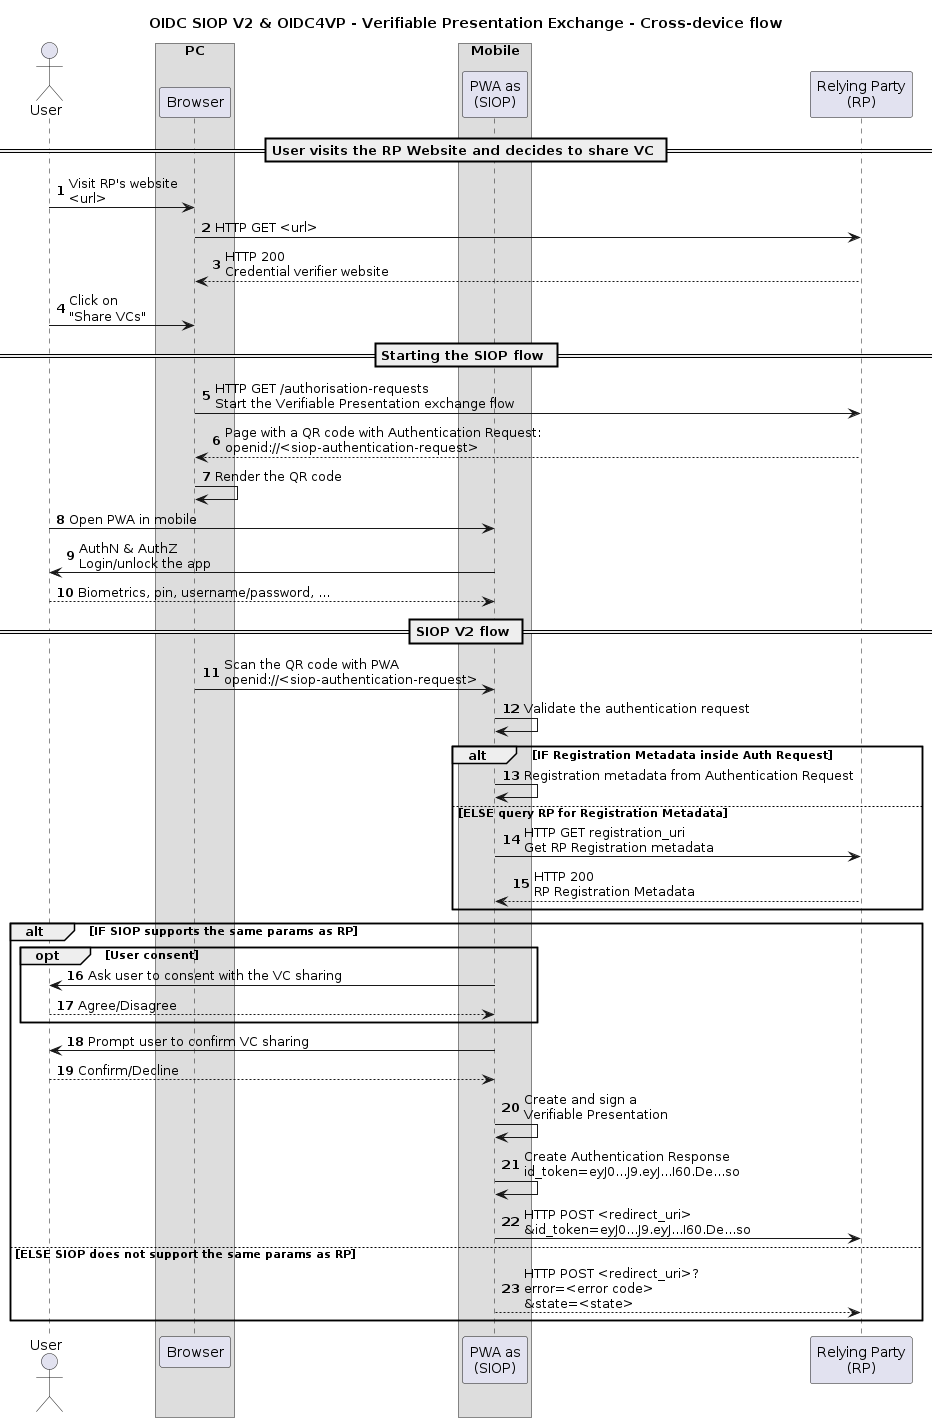 OIDC SIOP V2 & OIDC4VP - Verifiable Presentation Exchange - Cross-device flow
PC
Mobile
User
Browser
PWA as
(SIOP)
Relying Party
(RP)
User visits the RP Website and decides to share VC
1 Visit RP's website
<url>
2 HTTP GET <url>
3 HTTP 200
Credential verifier website
4 Click on
"Share VCs"
Starting the SIOP flow
5 HTTP GET /authorisation-requests
Start the Verifiable Presentation exchange flow
6 Page with a QR code with Authentication Request:
openid://<siop-authentication-request>
7 Render the QR code
8 Open PWA in mobile
9 AuthN & AuthZ
Login/unlock the app
10 Biometrics, pin, username/password, ...
SIOP V2 flow
11 Scan the QR code with PWA
openid://<siop-authentication-request>
12 Validate the authentication request
alt [IF Registration Metadata inside Auth Request]
13 Registration metadata from Authentication Request
[ELSE query RP for Registration Metadata]
14 HTTP GET registration_uri
Get RP Registration metadata
15 HTTP 200
RP Registration Metadata
alt [IF SIOP supports the same params as RP]
opt [User consent]
16 Ask user to consent with the VC sharing
17 Agree/Disagree
18 Prompt user to confirm VC sharing
19 Confirm/Decline
20 Create and sign a
Verifiable Presentation
21 Create Authentication Response
id_token=eyJ0...J9.eyJ...I60.De...so
22 HTTP POST <redirect_uri>
&id_token=eyJ0...J9.eyJ...I60.De...so
[ELSE SIOP does not support the same params as RP]
23 HTTP POST <redirect_uri>?
error=<error code>
&state=<state>
User
Browser
PWA as
(SIOP)
Relying Party
(RP)